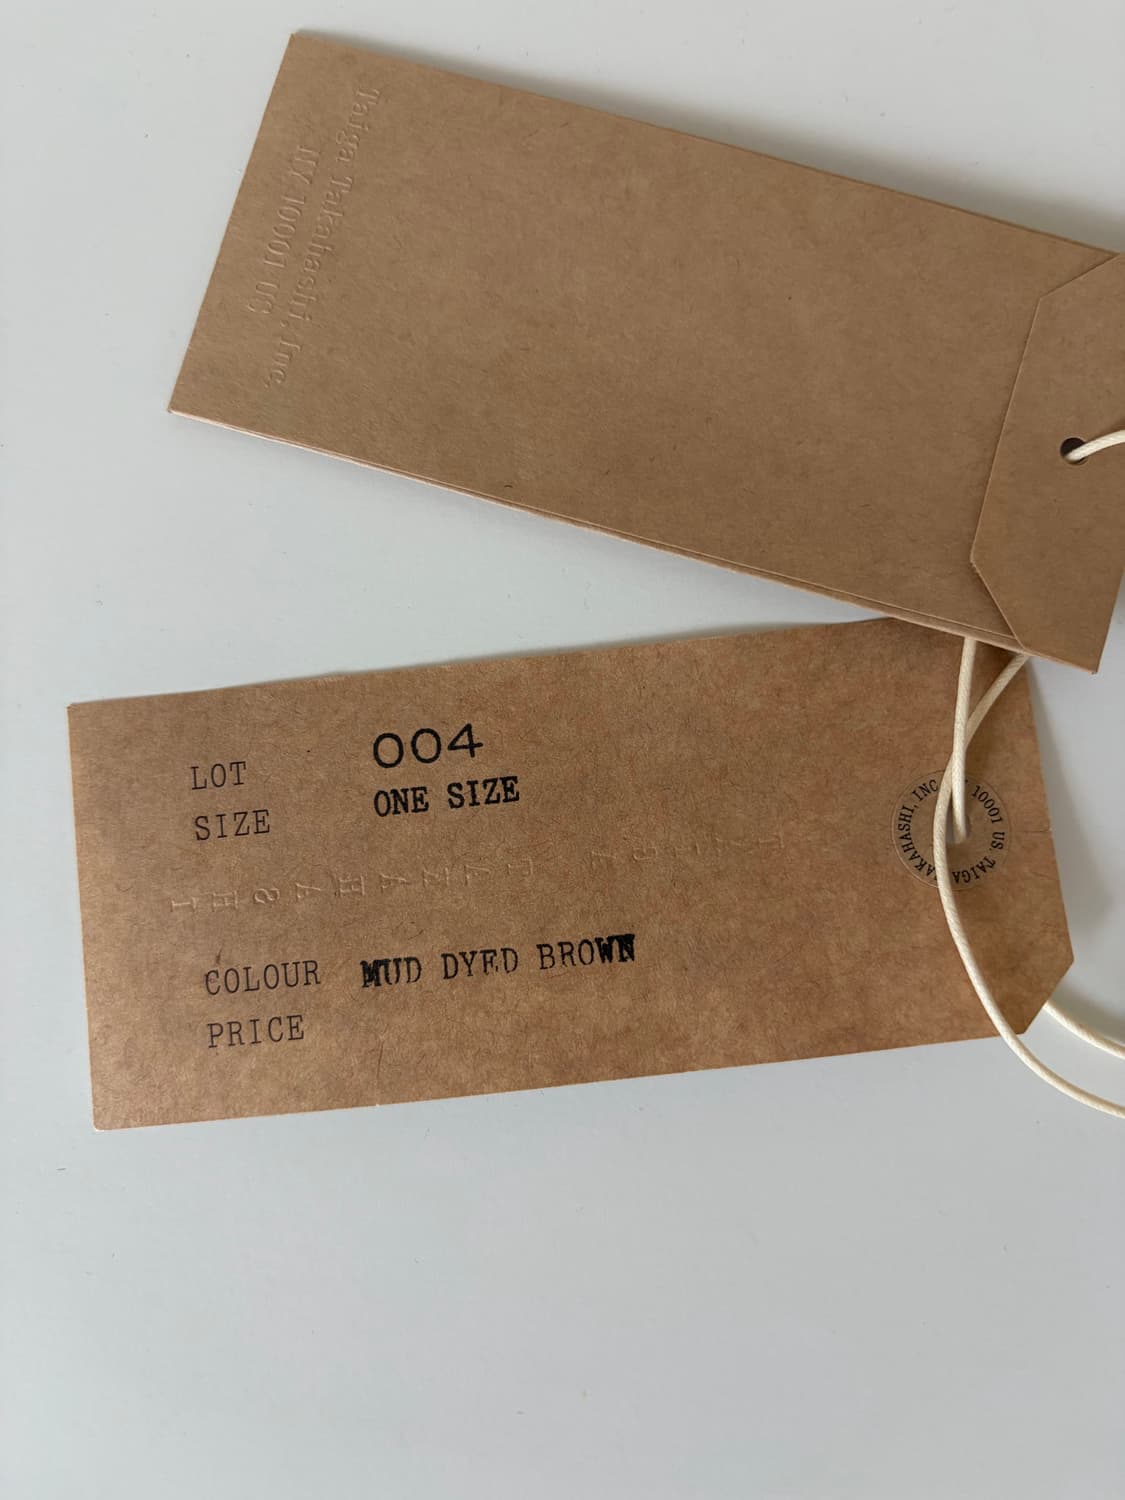 Taiga Takahashi, Inc.
NY 10001 US
LOT 004
SIZE ONE SIZE
COLOUR MUD DYED BROWN
PRICE
TAIGA TAKAHASHI, INC. 10001 US.